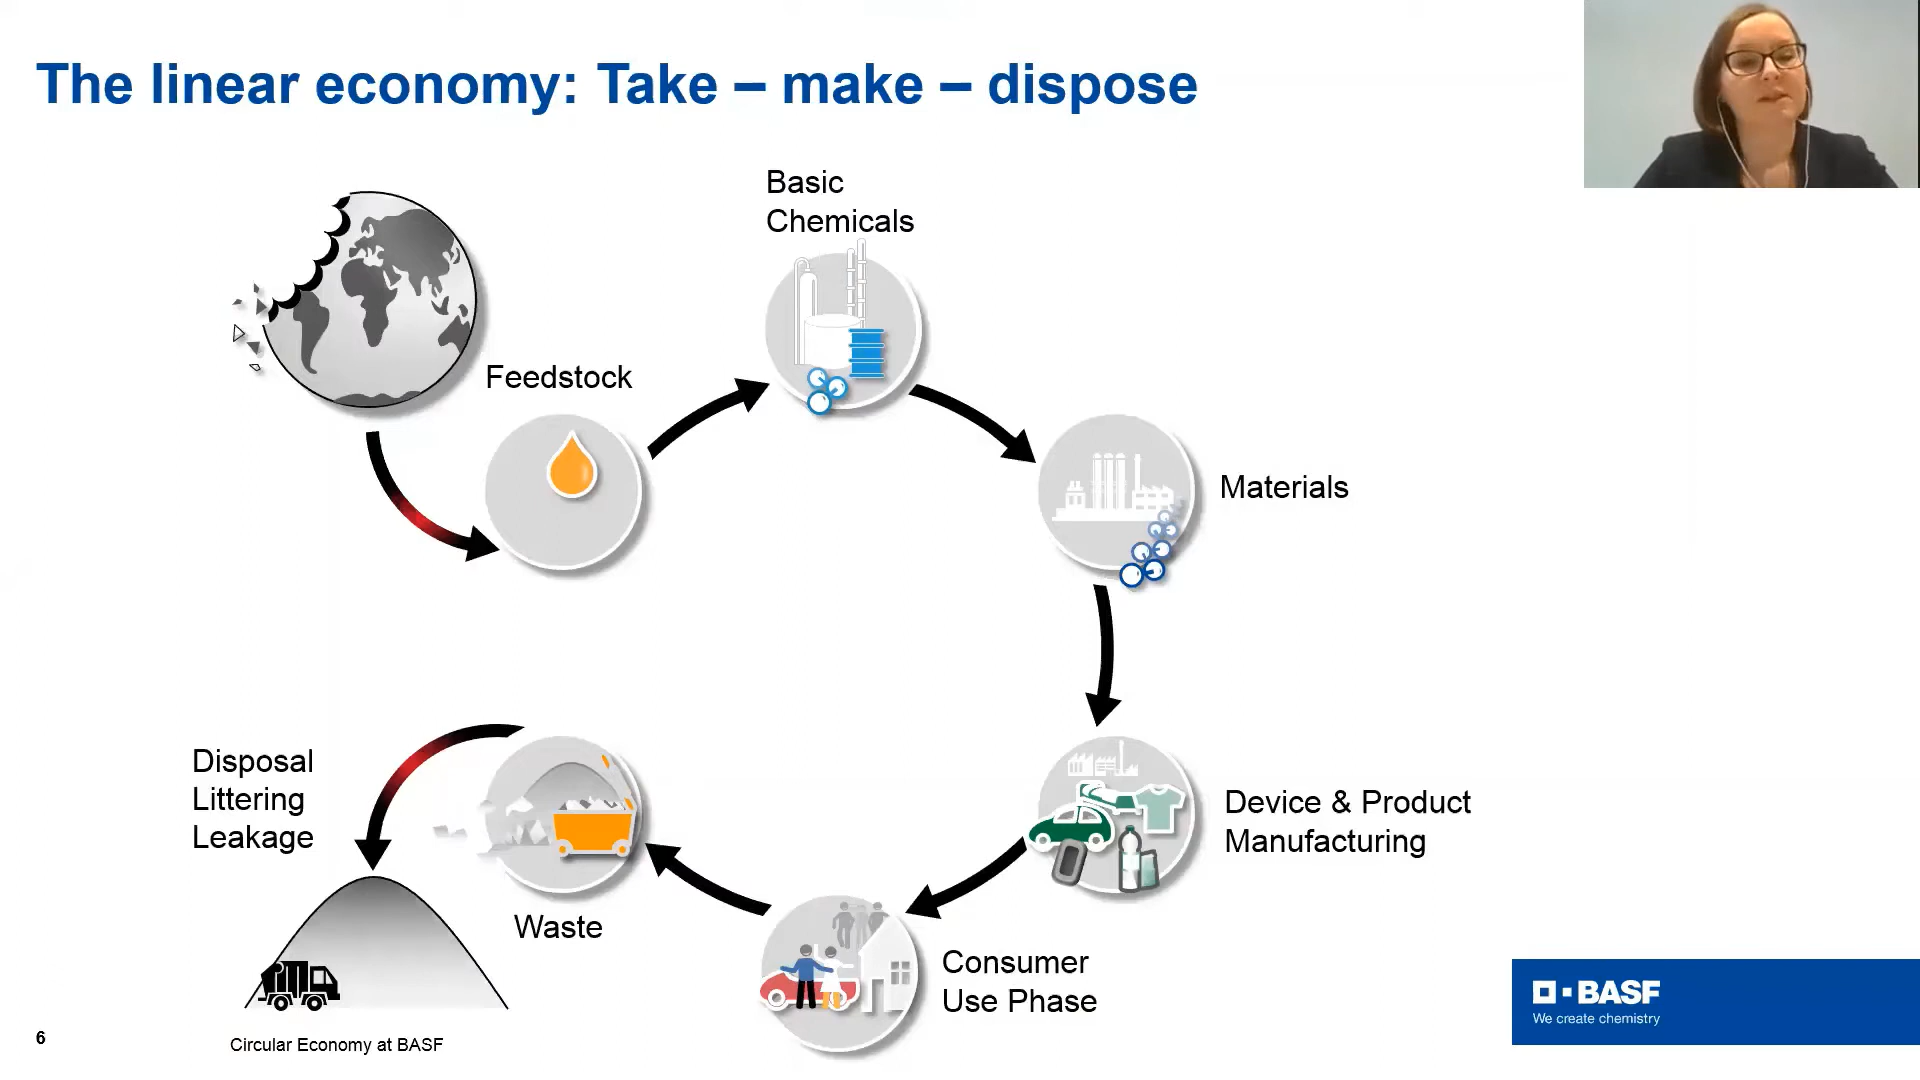 The linear economy: Take – make – dispose
Basic
Chemicals
Feedstock
Materials
Disposal
Littering
Leakage
Device & Product
Manufacturing
Waste
Consumer
Use Phase
BASF
We create chemistry
6
Circular Economy at BASF